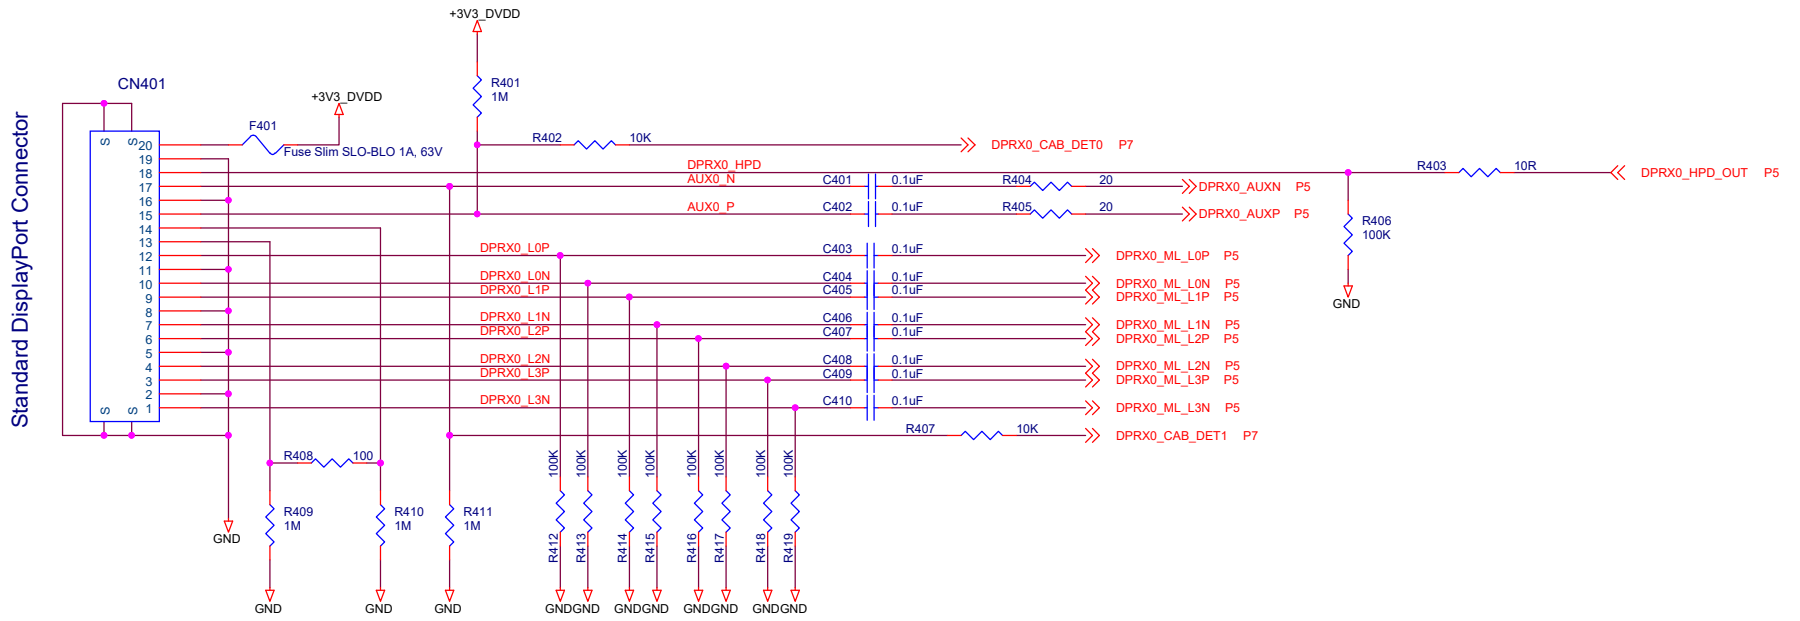 +3V3_DVDD
CN401
R401
1M
+3V3_DVDD
F401
Fuse Slim SLO-BLO 1A, 63V
R402 10K
DPRX0_CAB_DET0 P7
Standard DisplayPort Connector
S S
20
19
18
17
16
15
14
13
12
11
10
9
8
7
6
5
4
3
2
1
S S
DPRX0_HPD
R403 10R
DPRX0_HPD_OUT P5
AUX0_N
C401 0.1uF
R404 20
DPRX0_AUXN P5
AUX0_P
C402 0.1uF
R405 20
DPRX0_AUXP P5
R406
100K
GND
DPRX0_L0P
C403 0.1uF
DPRX0_ML_L0P P5
DPRX0_L0N
C404 0.1uF
DPRX0_ML_L0N P5
DPRX0_L1P
C405 0.1uF
DPRX0_ML_L1P P5
DPRX0_L1N
C406 0.1uF
DPRX0_ML_L1N P5
DPRX0_L2P
C407 0.1uF
DPRX0_ML_L2P P5
DPRX0_L2N
C408 0.1uF
DPRX0_ML_L2N P5
DPRX0_L3P
C409 0.1uF
DPRX0_ML_L3P P5
DPRX0_L3N
C410 0.1uF
DPRX0_ML_L3N P5
R407 10K
DPRX0_CAB_DET1 P7
R408 100
100K
100K
100K
100K
100K
100K
100K
100K
R409
1M
R410
1M
R411
1M
R412
R413
R414
R415
R416
R417
R418
R419
GND
GND
GND
GND
GND
GND
GND
GND
GND
GND
GND
GND